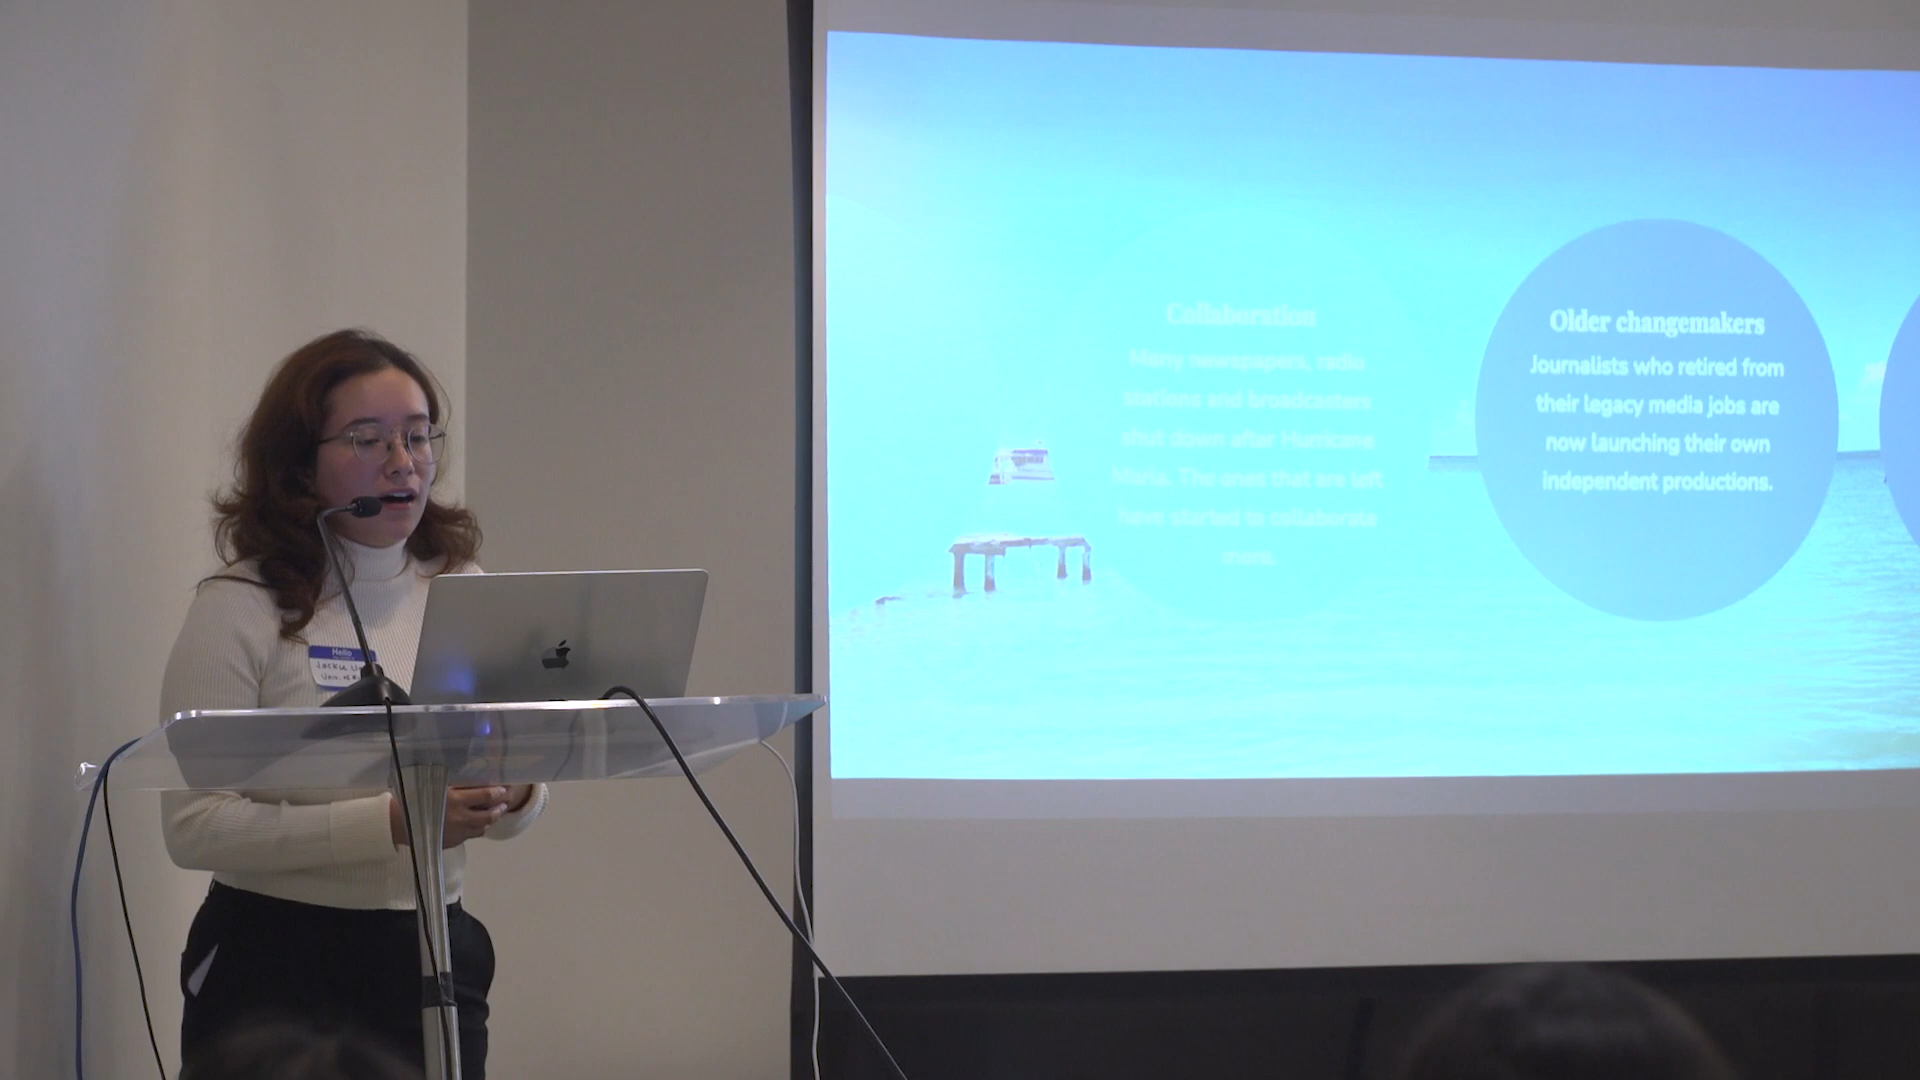 Collaboration
Many newspapers, radio
stations and broadcasters
shut down after Hurricane
Maria. The ones that are left
have started to collaborate
more.
Older changemakers
Journalists who retired from
their legacy media jobs are
now launching their own
independent productions.
Hello